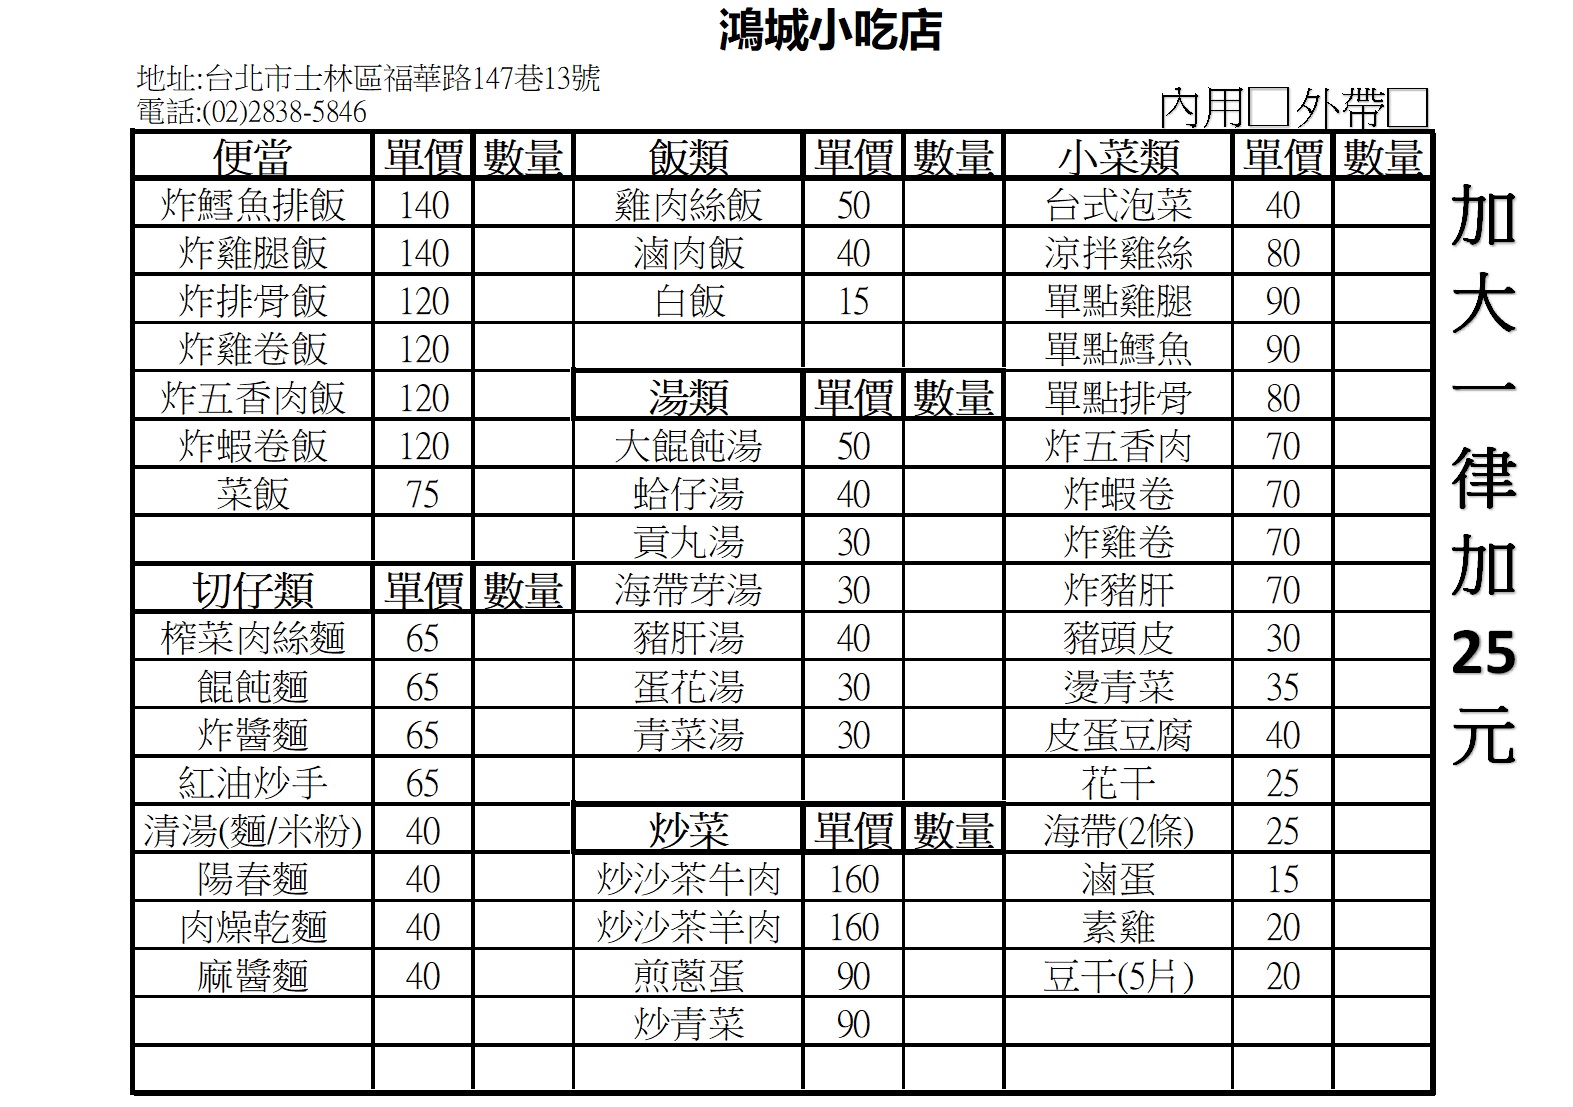 鴻城小吃店
地址:台北市士林區福華路147巷13號
電話:(02)2838-5846
內用□外帶□
便當 單價 數量 飯類 單價 數量 小菜類 單價 數量
炸鱈魚排飯 140 雞肉絲飯 50 台式泡菜 40
炸雞腿飯 140 滷肉飯 40 涼拌雞絲 80
炸排骨飯 120 白飯 15 單點雞腿 90
炸雞卷飯 120 單點鱈魚 90
炸五香肉飯 120 湯類 單價 數量 單點排骨 80
炸蝦卷飯 120 大餛飩湯 50 炸五香肉 70
菜飯 75 蛤仔湯 40 炸蝦卷 70
貢丸湯 30 炸雞卷 70
切仔類 單價 數量 海帶芽湯 30 炸豬肝 70
榨菜肉絲麵 65 豬肝湯 40 豬頭皮 30
餛飩麵 65 蛋花湯 30 燙青菜 35
炸醬麵 65 青菜湯 30 皮蛋豆腐 40
紅油炒手 65 花干 25
清湯(麵/米粉) 40 炒菜 單價 數量 海帶(2條) 25
陽春麵 40 炒沙茶牛肉 160 滷蛋 15
肉燥乾麵 40 炒沙茶羊肉 160 素雞 20
麻醬麵 40 煎蔥蛋 90 豆干(5片) 20
炒青菜 90
加大一律加25元